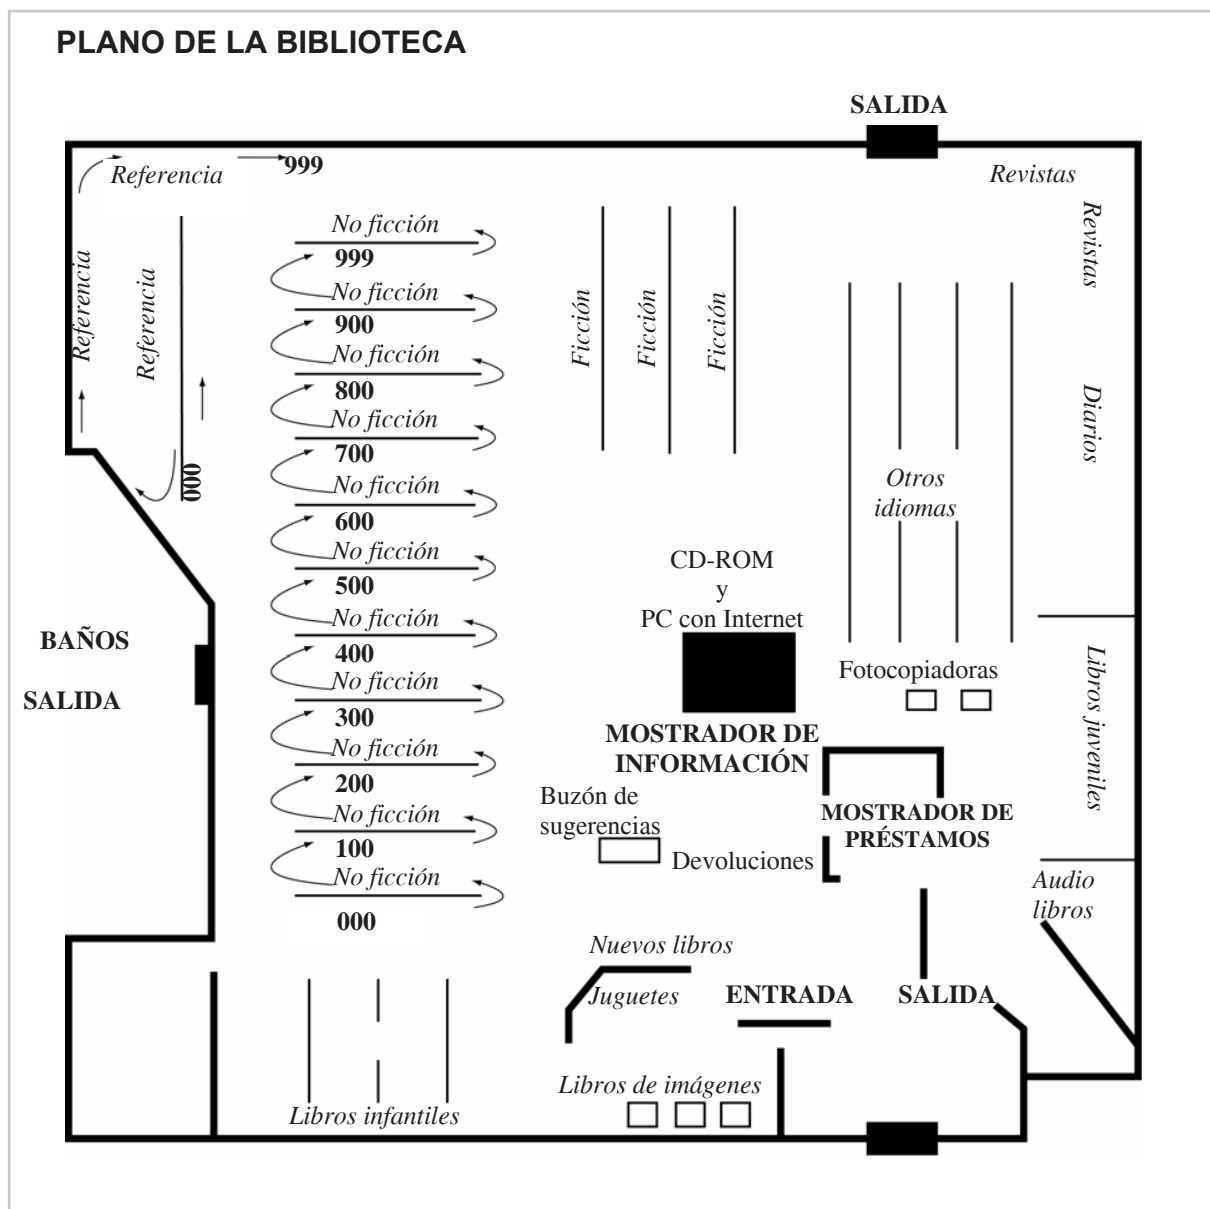 PLANO DE LA BIBLIOTECA
SALIDA
Referencia
999
Revistas
Revistas
Diarios
Referencia
Referencia
000
No ficción
999
No ficción
900
No ficción
800
No ficción
700
No ficción
600
No ficción
500
No ficción
400
No ficción
300
No ficción
200
No ficción
100
No ficción
000
Ficción
Ficción
Ficción
Otros
idiomas
CD-ROM
y
PC con Internet
BAÑOS
SALIDA
Fotocopiadoras
Libros juveniles
MOSTRADOR DE
INFORMACIÓN
Buzón de
sugerencias
MOSTRADOR DE
PRÉSTAMOS
Devoluciones
Audio
libros
Nuevos libros
Juguetes
ENTRADA
SALIDA
Libros de imágenes
Libros infantiles